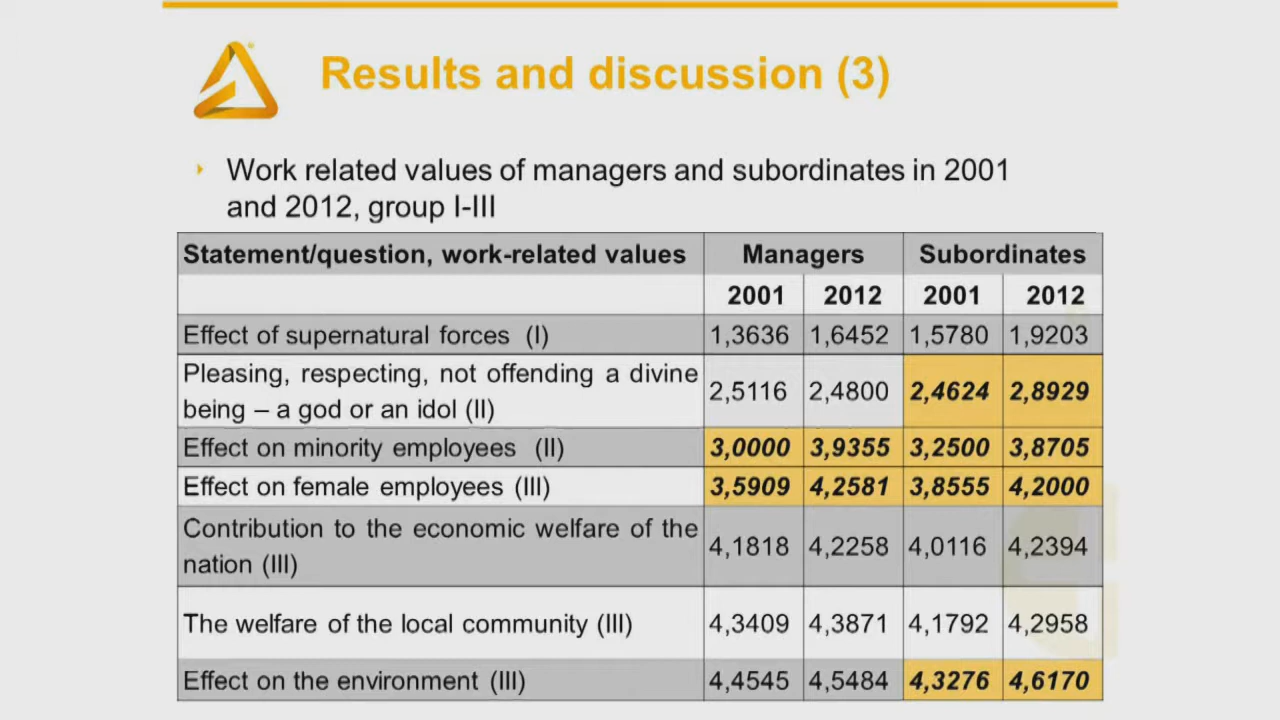 Results and discussion (3)
Work related values of managers and subordinates in 2001
and 2012, group I-III
Statement/question, work-related values Managers Subordinates
2001 2012 2001 2012
Effect of supernatural forces (I) 1,3636 1,6452 1,5780 1,9203
Pleasing, respecting, not offending a divine
being – a god or an idol (II) 2,5116 2,4800 2,4624 2,8929
Effect on minority employees (II) 3,0000 3,9355 3,2500 3,8705
Effect on female employees (III) 3,5909 4,2581 3,8555 4,2000
Contribution to the economic welfare of the
nation (III) 4,1818 4,2258 4,0116 4,2394
The welfare of the local community (III) 4,3409 4,3871 4,1792 4,2958
Effect on the environment (III) 4,4545 4,5484 4,3276 4,6170